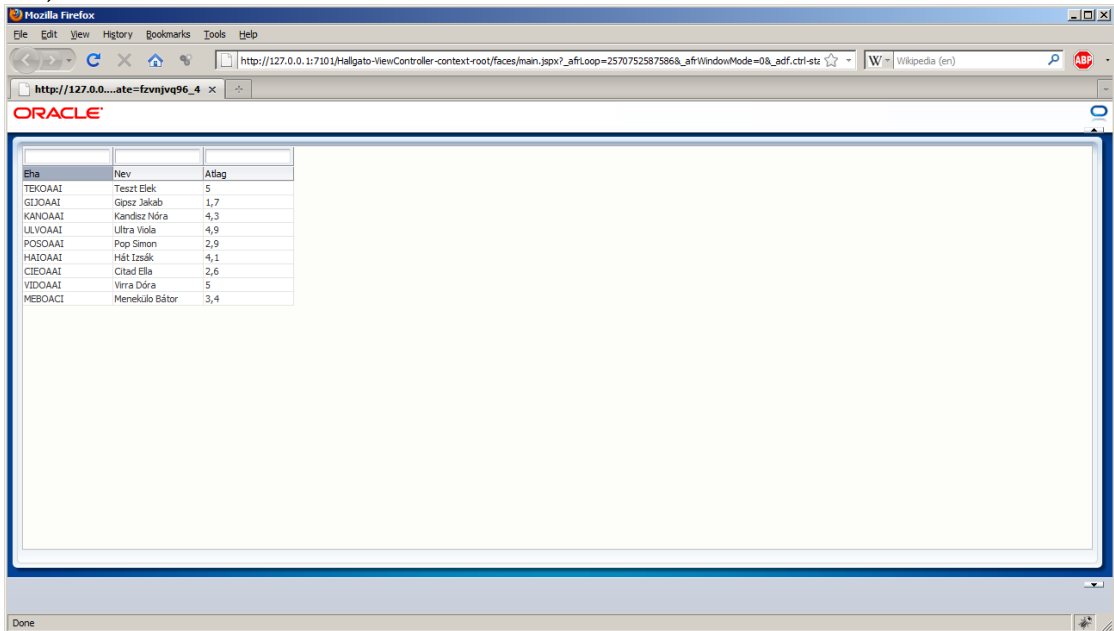 Mozilla Firefox
File Edit View History Bookmarks Tools Help
http://127.0.0.1:7101/Hallgato-ViewController-context-root/faces/main.jspx?_afrLoop=2570752587586&_afrWindowMode=0&_adf.ctrl-sta W Wikipedia (en) ABP
http://127.0.0....ate=fzvnjvq96_4
ORACLE
Eha Nev Atlag
TEKOAAI Teszt Elek 5
GIJOAAI Gipsz Jakab 1,7
KANOAAI Kandisz Nóra 4,3
ULVOAAI Ultra Viola 4,9
POSOAAI Pop Simon 2,9
HAIOAAI Hát Izsák 4,1
CIEOAAI Citad Ella 2,6
VIDOAAI Virra Dóra 5
MEBOACI Menekülo Bátor 3,4
Done